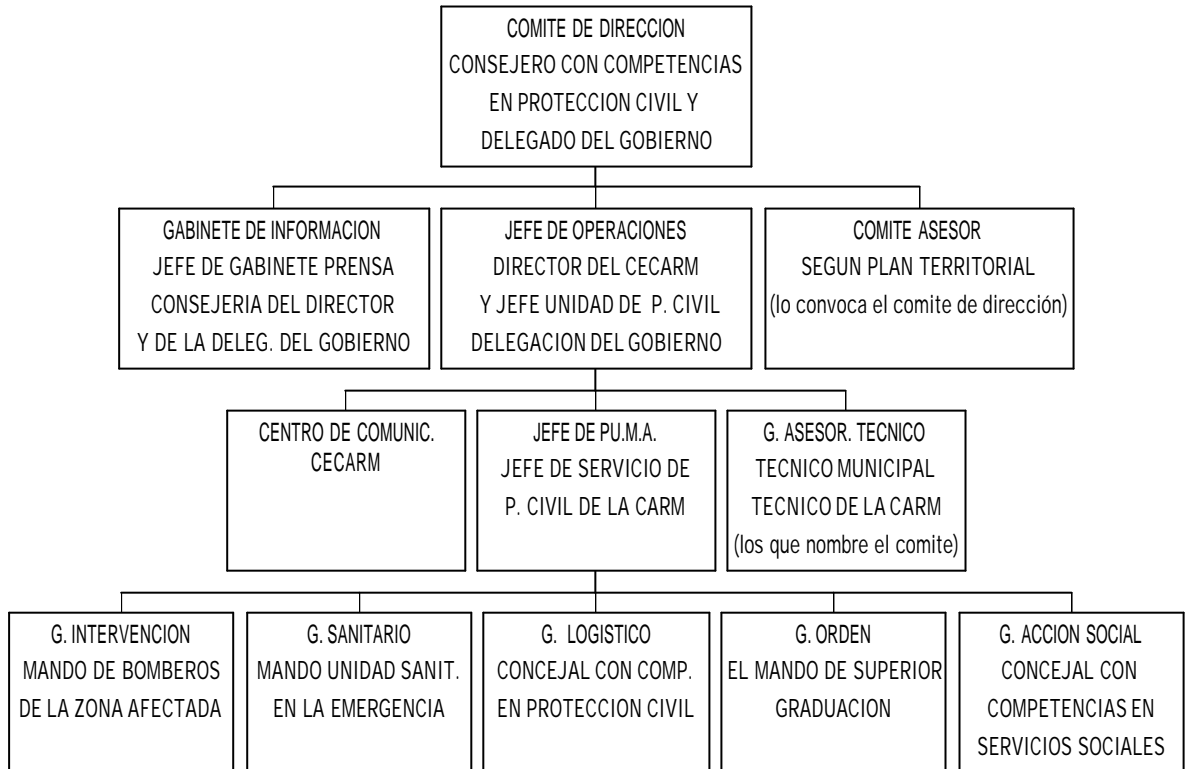 COMITE DE DIRECCION
CONSEJERO CON COMPETENCIAS
EN PROTECCION CIVIL Y
DELEGADO DEL GOBIERNO
GABINETE DE INFORMACION
JEFE DE GABINETE PRENSA
CONSEJERIA DEL DIRECTOR
Y DE LA DELEG. DEL GOBIERNO
JEFE DE OPERACIONES
DIRECTOR DEL CECARM
Y JEFE UNIDAD DE P. CIVIL
DELEGACION DEL GOBIERNO
COMITE ASESOR
SEGUN PLAN TERRITORIAL
(lo convoca el comite de dirección)
CENTRO DE COMUNIC.
CECARM
JEFE DE PU.M.A.
JEFE DE SERVICIO DE
P. CIVIL DE LA CARM
G. ASESOR. TECNICO
TECNICO MUNICIPAL
TECNICO DE LA CARM
(los que nombre el comite)
G. INTERVENCION
MANDO DE BOMBEROS
DE LA ZONA AFECTADA
G. SANITARIO
MANDO UNIDAD SANIT.
EN LA EMERGENCIA
G. LOGISTICO
CONCEJAL CON COMP.
EN PROTECCION CIVIL
G. ORDEN
EL MANDO DE SUPERIOR
GRADUACION
G. ACCION SOCIAL
CONCEJAL CON
COMPETENCIAS EN
SERVICIOS SOCIALES